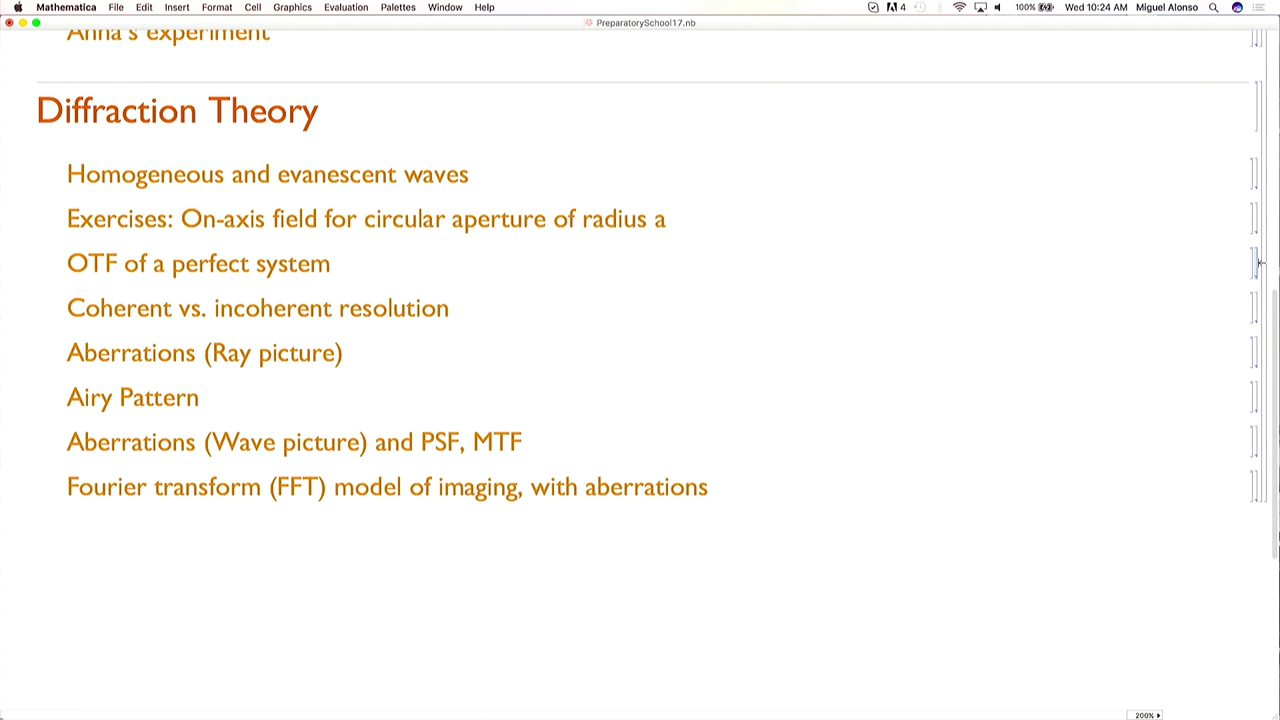 Mathematica File Edit Insert Format Cell Graphics Evaluation Palettes Window Help 4 100% Wed 10:24 AM Miguel Alonso
PreparatorySchool17.nb
Anna's experiment
Diffraction Theory
Homogeneous and evanescent waves
Exercises: On-axis field for circular aperture of radius a
OTF of a perfect system
Coherent vs. incoherent resolution
Aberrations (Ray picture)
Airy Pattern
Aberrations (Wave picture) and PSF, MTF
Fourier transform (FFT) model of imaging, with aberrations
200%